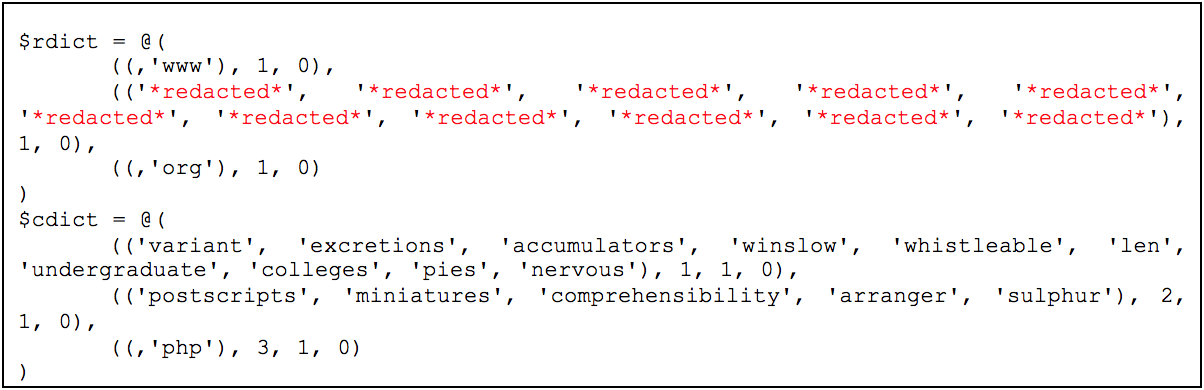 $rdict = @(
((,'www'), 1, 0),
(('*redacted*', '*redacted*', '*redacted*', '*redacted*', '*redacted*',
'*redacted*', '*redacted*', '*redacted*', '*redacted*', '*redacted*', '*redacted*'),
1, 0),
((,'org'), 1, 0)
)
$cdict = @(
(('variant', 'excretions', 'accumulators', 'winslow', 'whistleable', 'len',
'undergraduate', 'colleges', 'pies', 'nervous'), 1, 1, 0),
(('postscripts', 'miniatures', 'comprehensibility', 'arranger', 'sulphur'), 2,
1, 0),
((,'php'), 3, 1, 0)
)